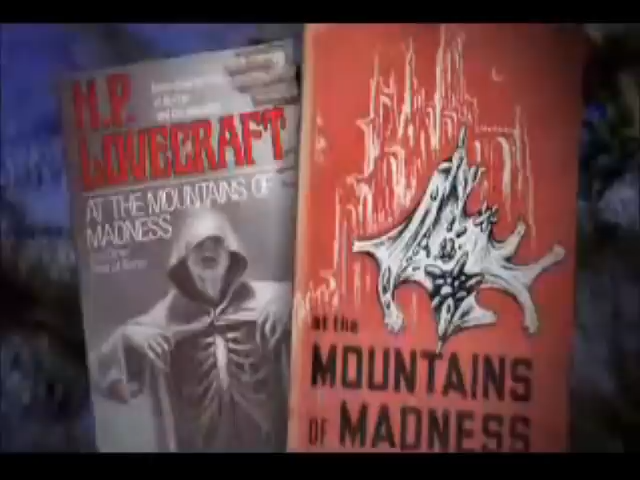 H.P.
LOVECRAFT
AT THE MOUNTAINS OF
MADNESS
at the
MOUNTAINS
OF MADNESS